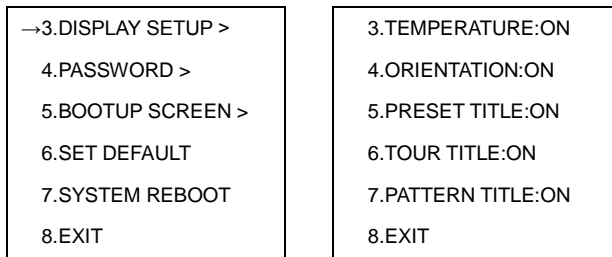 →3.DISPLAY SETUP >
4.PASSWORD >
5.BOOTUP SCREEN >
6.SET DEFAULT
7.SYSTEM REBOOT
8.EXIT
3.TEMPERATURE:ON
4.ORIENTATION:ON
5.PRESET TITLE:ON
6.TOUR TITLE:ON
7.PATTERN TITLE:ON
8.EXIT